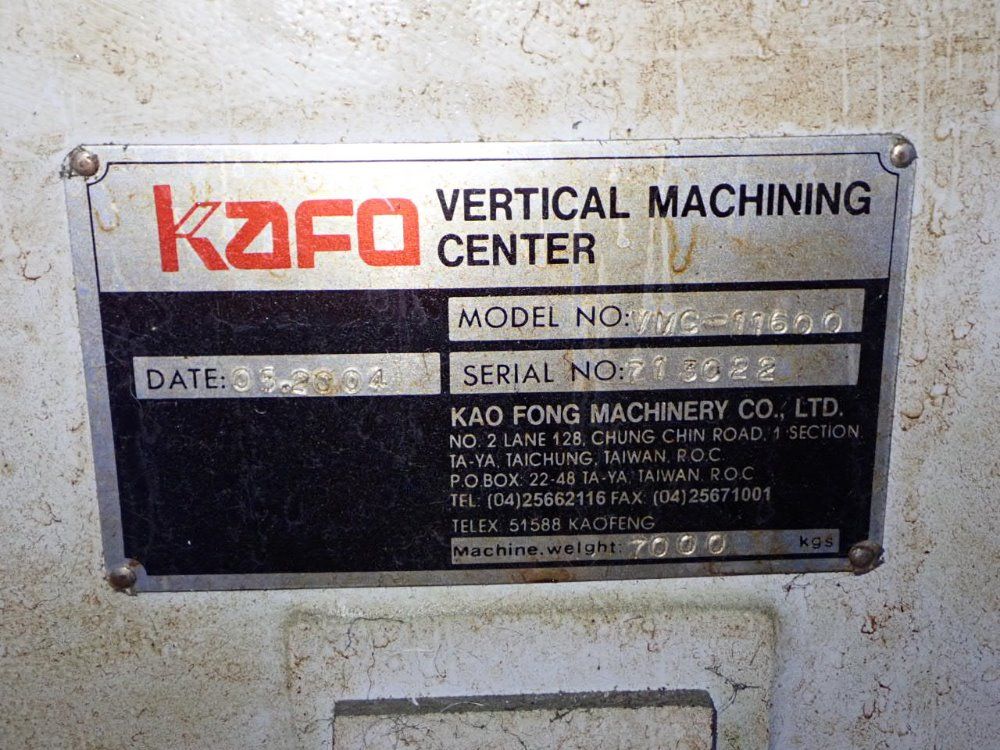 KAFO VERTICAL MACHINING
CENTER
MODEL NO: VMC-11600
DATE: 05.2004
SERIAL NO: 713022
KAO FONG MACHINERY CO., LTD.
NO. 2 LANE 128, CHUNG CHIN ROAD, 1 SECTION
TA-YA, TAICHUNG, TAIWAN, R.O.C
P.O.BOX: 22-48 TA-YA, TAIWAN, R.O.C
TEL: (04)25662116 FAX: (04)25671001
TELEX 51588 KAOFENG
Machine.weight: 7000 kgs